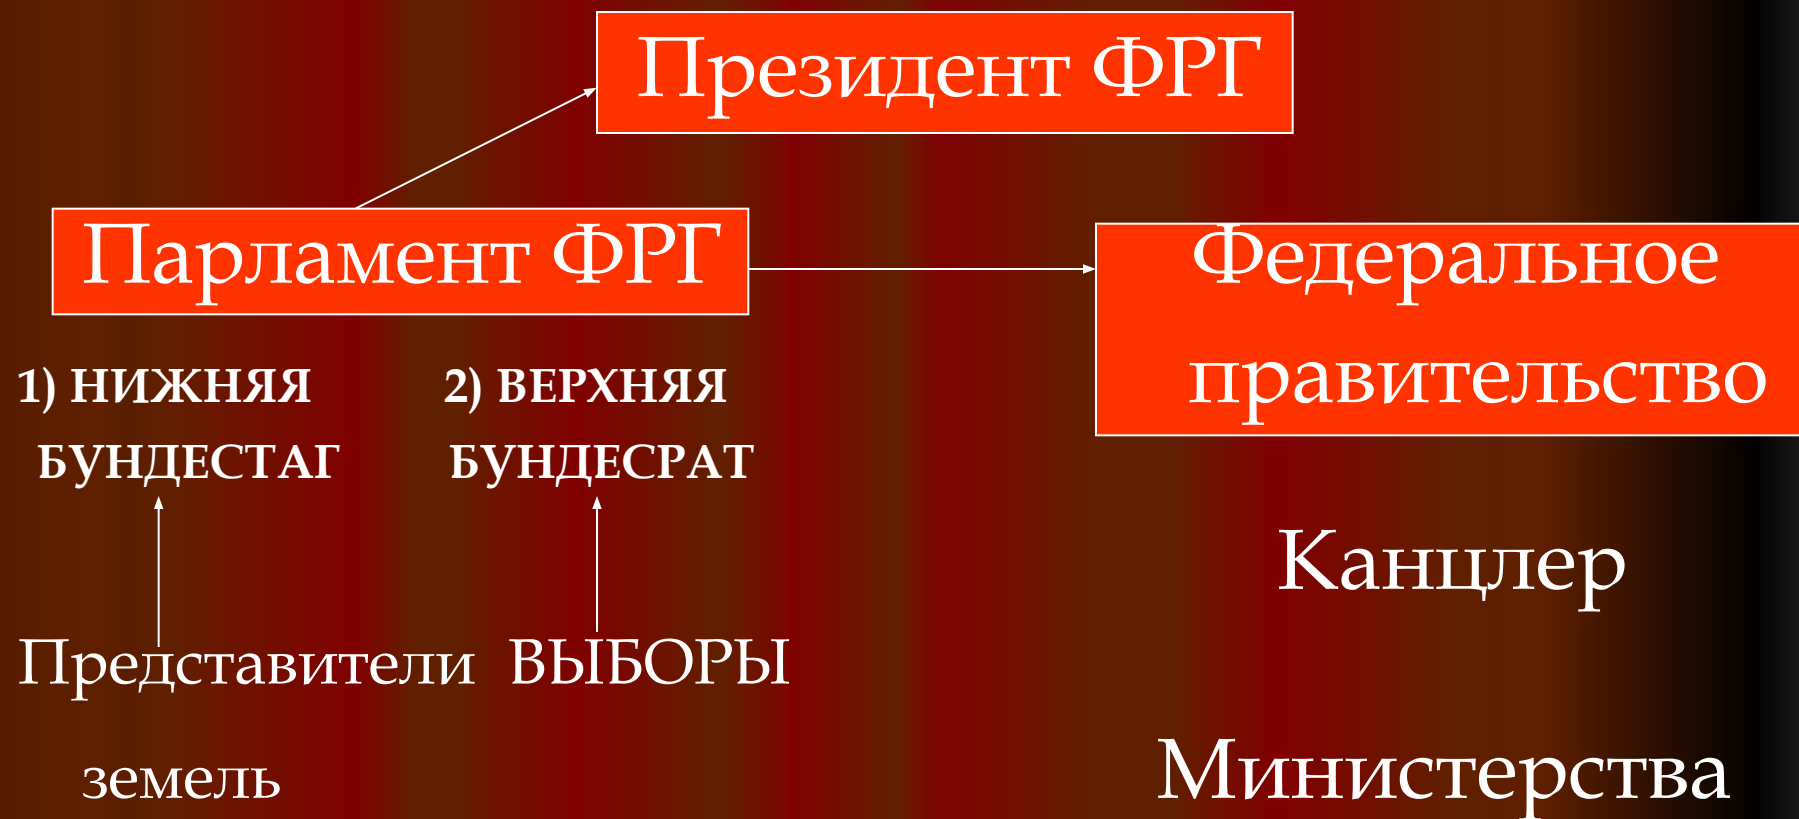 Президент ФРГ
Парламент ФРГ
Федеральное
правительство
1) НИЖНЯЯ
БУНДЕСТАГ
2) ВЕРХНЯЯ
БУНДЕСРАТ
Представители
земель
ВЫБОРЫ
Канцлер
Министерства